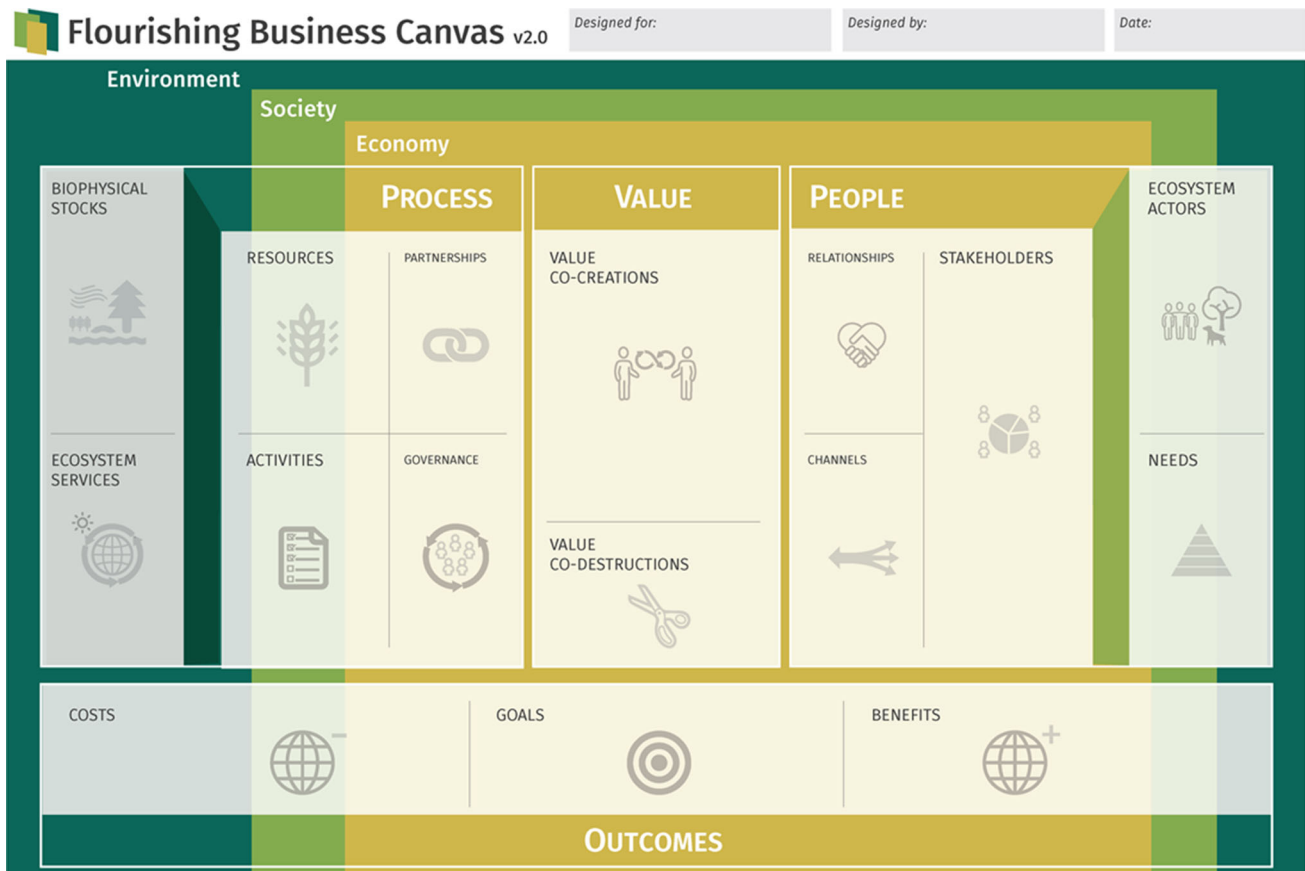 Flourishing Business Canvas v2.0
Designed for:
Designed by:
Date:
Environment
Society
Economy
BIOPHYSICAL
STOCKS
PROCESS
VALUE
PEOPLE
ECOSYSTEM
ACTORS
RESOURCES
PARTNERSHIPS
VALUE
CO-CREATIONS
RELATIONSHIPS
STAKEHOLDERS
ECOSYSTEM
SERVICES
ACTIVITIES
GOVERNANCE
VALUE
CO-DESTRUCTIONS
CHANNELS
NEEDS
COSTS
GOALS
BENEFITS
OUTCOMES